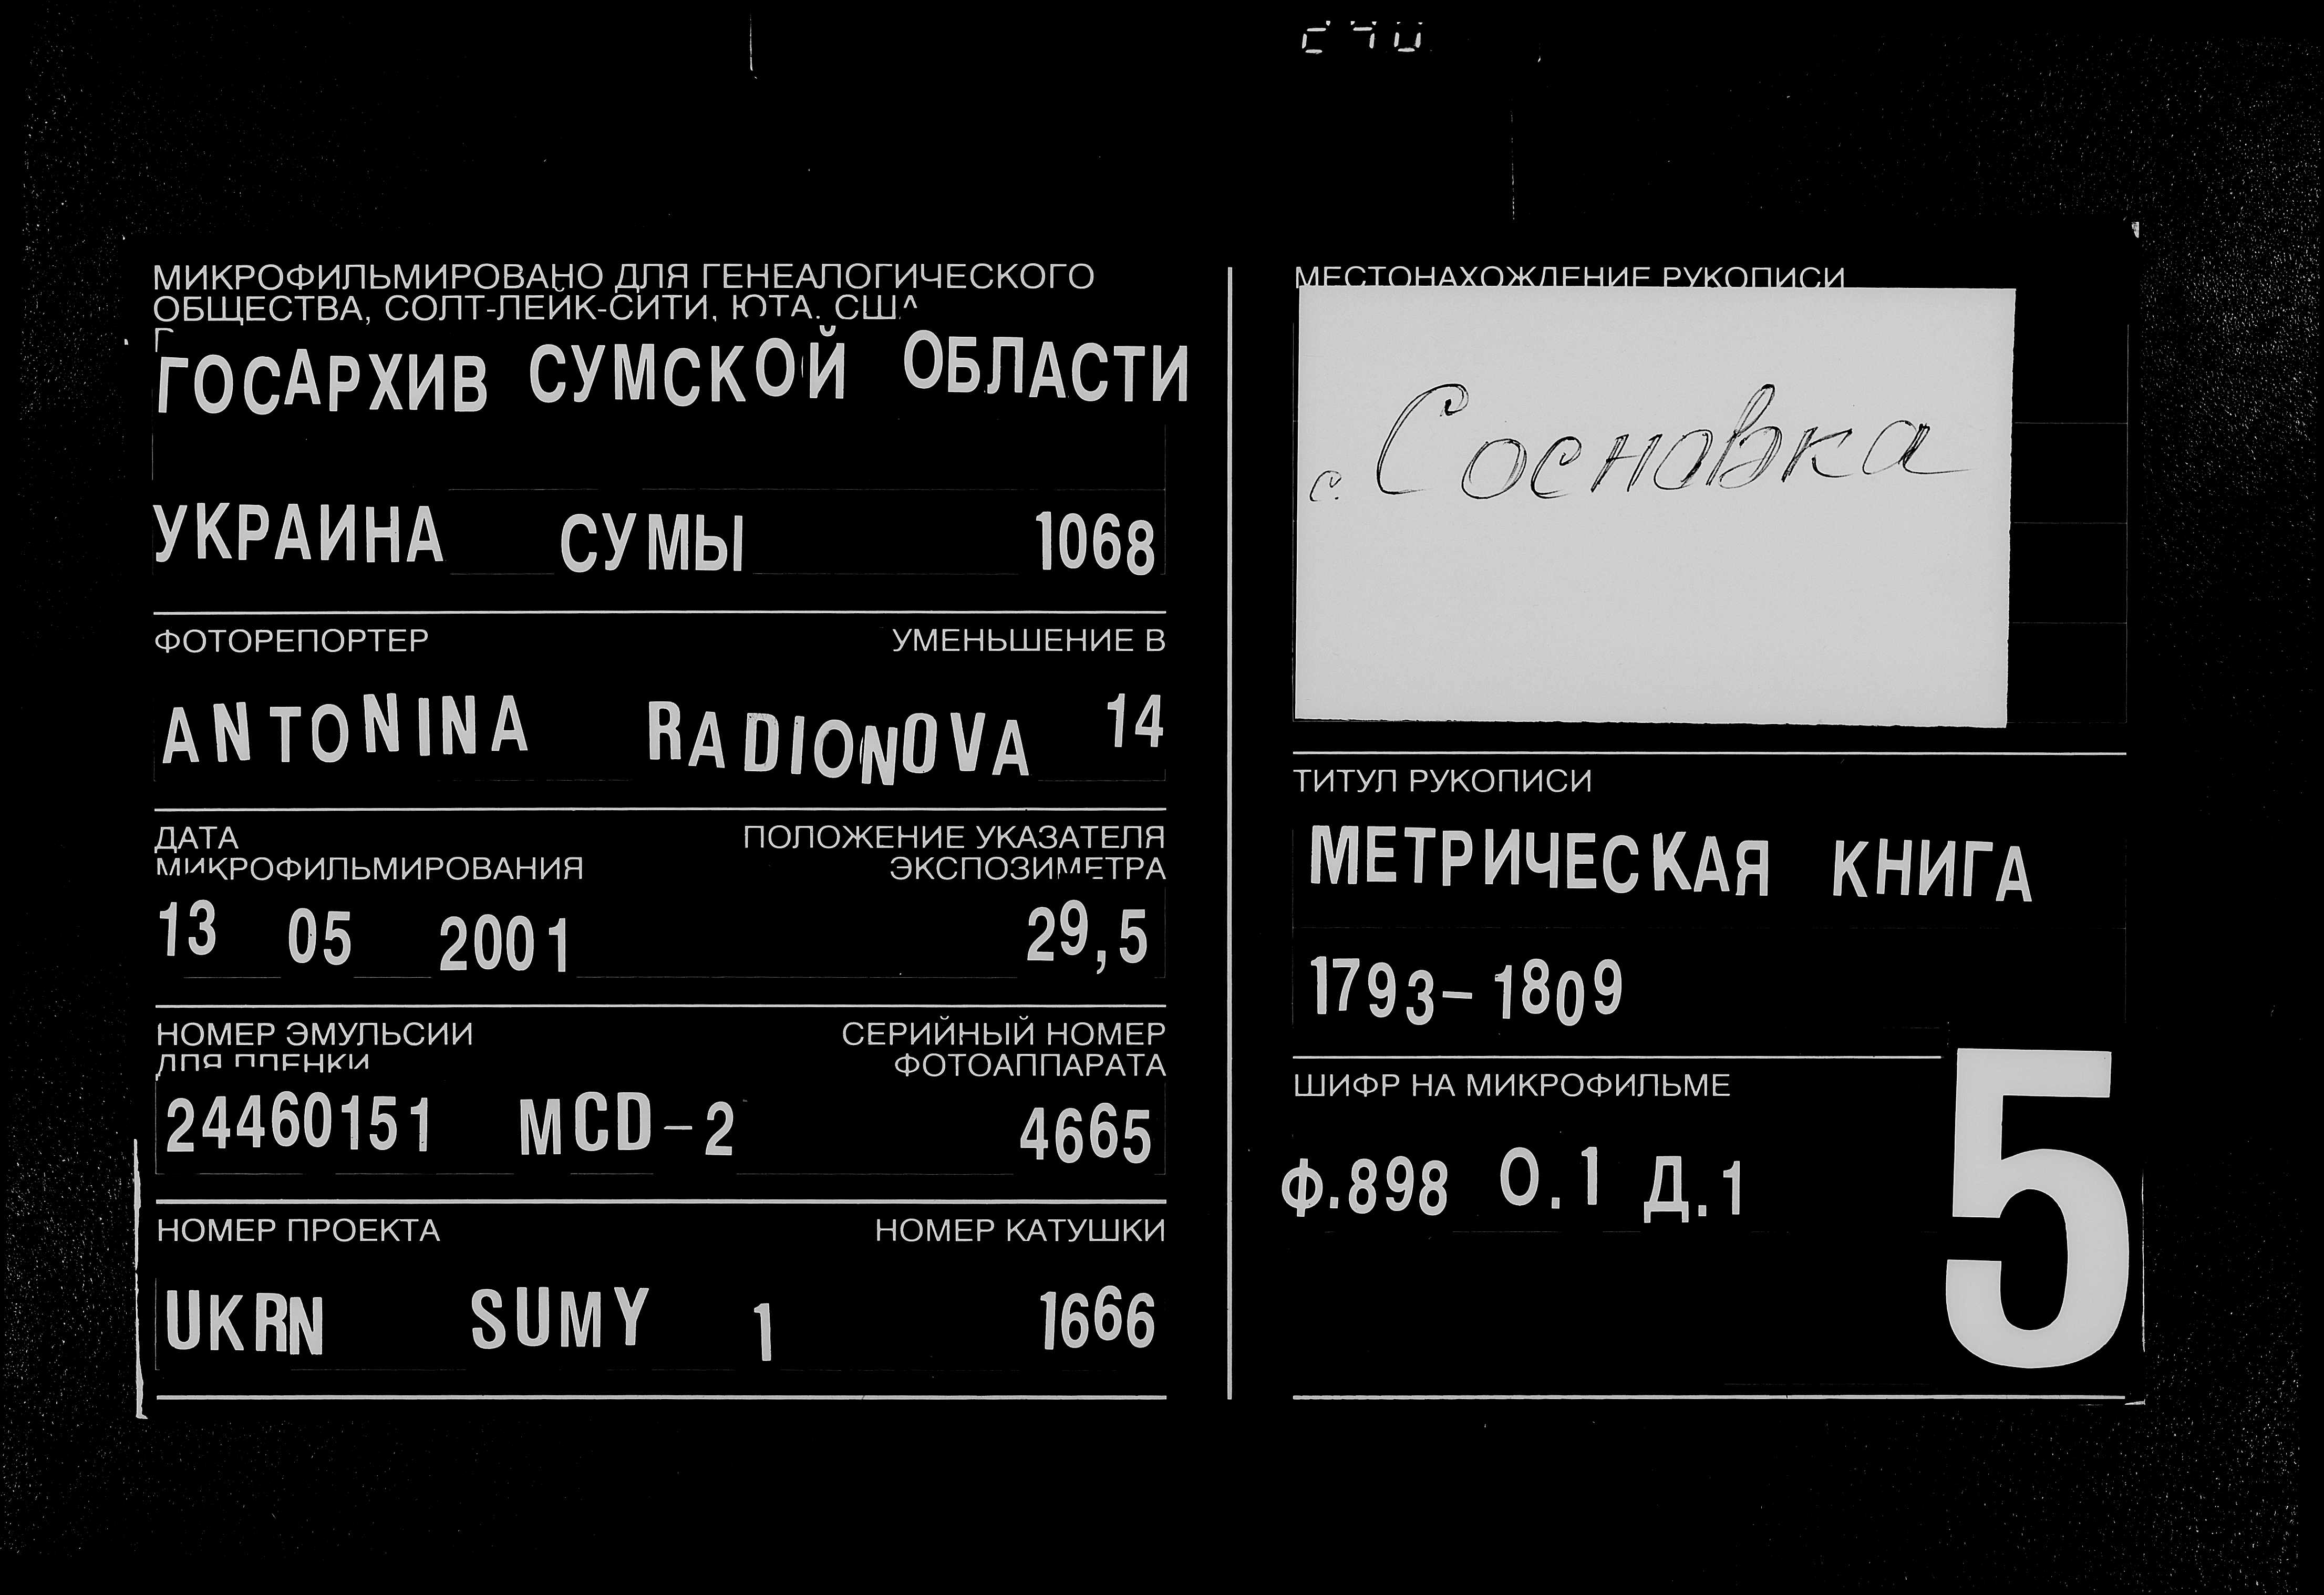 МИКРОФИЛЬМИРОВАНО ДЛЯ ГЕНЕАЛОГИЧЕСКОГО
ОБЩЕСТВА, СОЛТ-ЛЕЙК-СИТИ, ЮТА. США
ГОСАРХИВ СУМСКОЙ ОБЛАСТИ
УКРАИНА СУМЫ 1068
ФОТОРЕПОРТЕР УМЕНЬШЕНИЕ В
ANTONINA RADIONOVA 14
ДАТА ПОЛОЖЕНИЕ УКАЗАТЕЛЯ
МИКРОФИЛЬМИРОВАНИЯ ЭКСПОЗИМЕТРА
13 05 2001 29,5
НОМЕР ЭМУЛЬСИИ СЕРИЙНЫЙ НОМЕР
ДЛЯ ПЛЕНКИ ФОТОАППАРАТА
24460151 MCD-2 4665
НОМЕР ПРОЕКТА НОМЕР КАТУШКИ
UKRN SUMY 1 1666
МЕСТОНАХОЖДЕНИЕ РУКОПИСИ
с. Сосновка
ТИТУЛ РУКОПИСИ
МЕТРИЧЕСКАЯ КНИГА
1793-1809
ШИФР НА МИКРОФИЛЬМЕ
Ф.898 О.1 Д.1
5